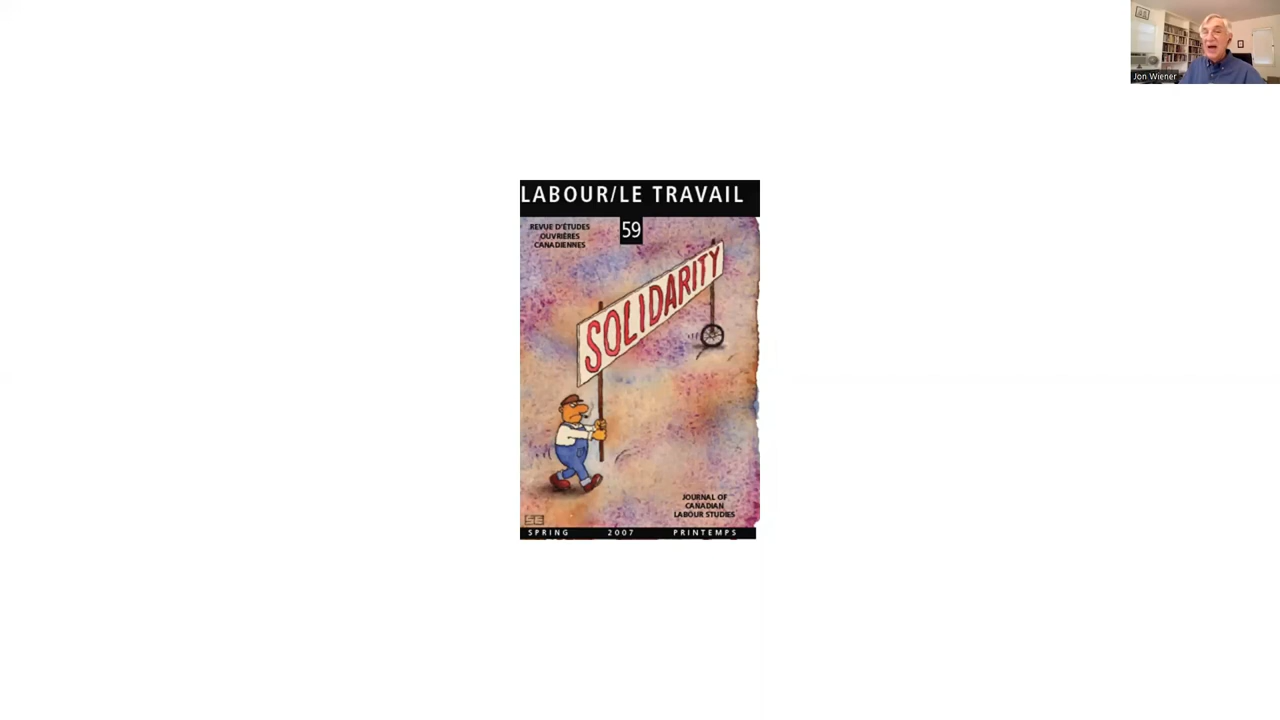 Jon Wiener
LABOUR/LE TRAVAIL
REVUE D'ÉTUDES
OUVRIÈRES
CANADIENNES
59
SOLIDARITY
JOURNAL OF
CANADIAN
LABOUR STUDIES
SE
SPRING 2007 PRINTEMPS